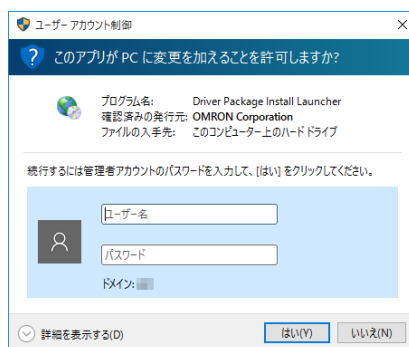 ユーザー アカウント制御
このアプリが PC に変更を加えることを許可しますか?
プログラム名: Driver Package Install Launcher
確認済みの発行元: OMRON Corporation
ファイルの入手先: このコンピューター上のハード ドライブ
続行するには管理者アカウントのパスワードを入力して、[はい] をクリックしてください。
ユーザー名
パスワード
ドメイン:
詳細を表示する(D)
はい(Y)
いいえ(N)